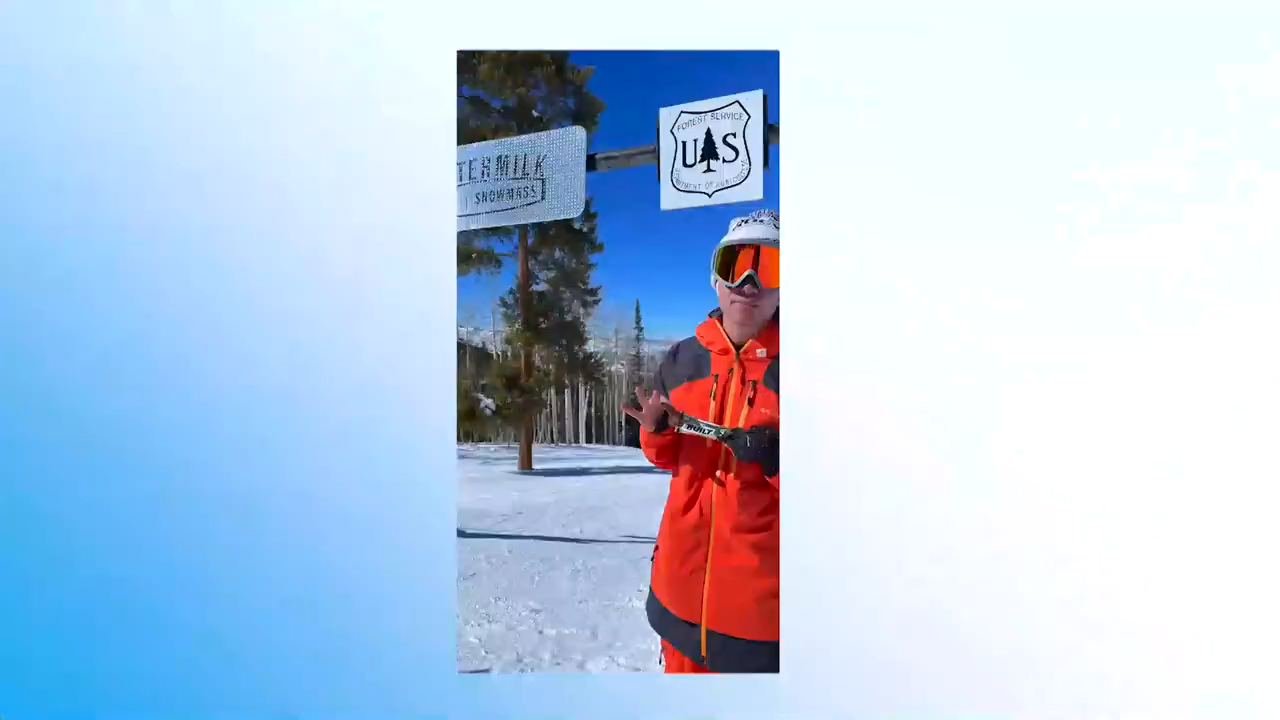 TERMILK
SNOWMASS
FOREST SERVICE
U S
DEPARTMENT OF AGRICULTURE
BUILT